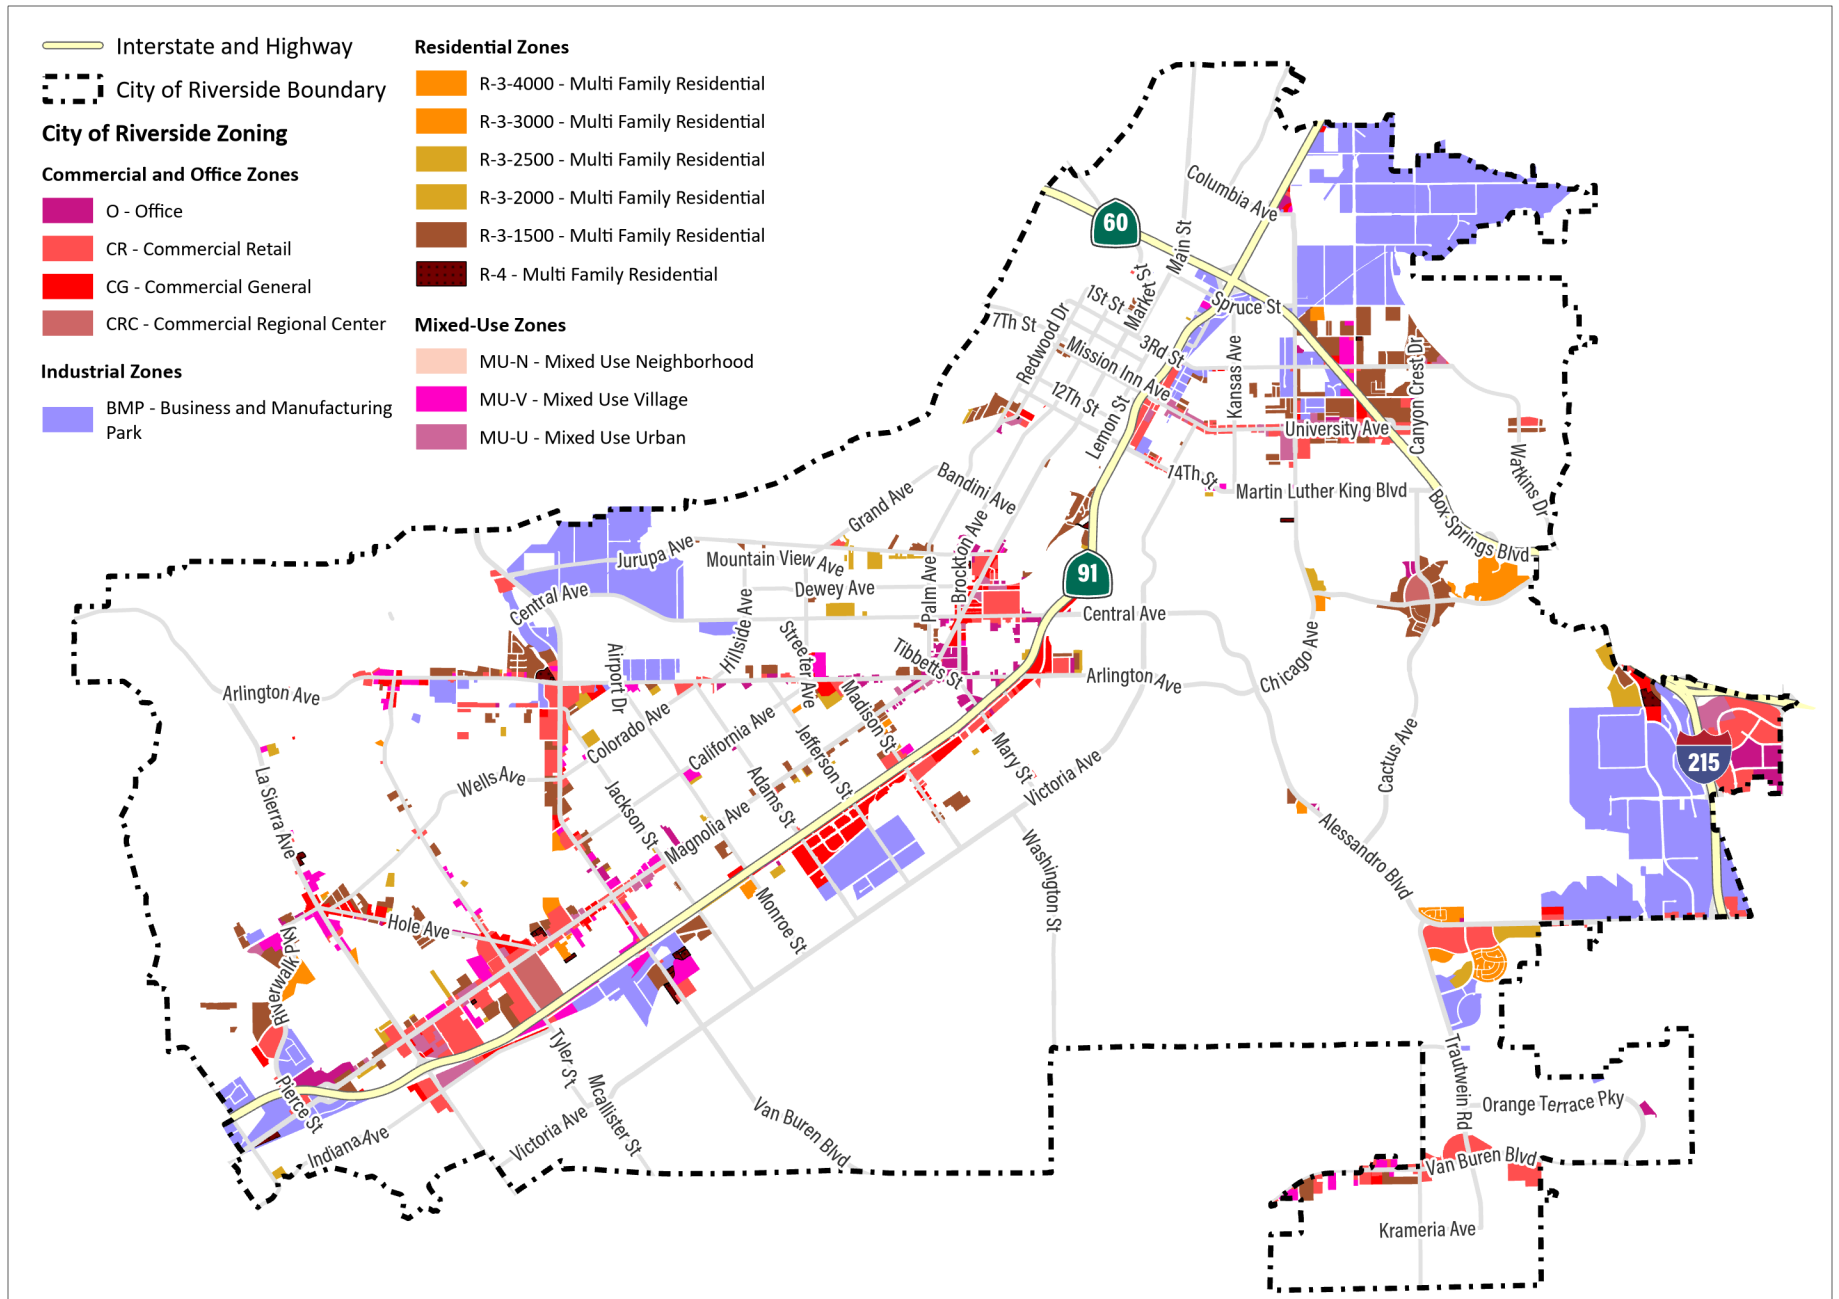 Interstate and Highway
City of Riverside Boundary
City of Riverside Zoning
Commercial and Office Zones
O - Office
CR - Commercial Retail
CG - Commercial General
CRC - Commercial Regional Center
Industrial Zones
BMP - Business and Manufacturing
Park
Residential Zones
R-3-4000 - Multi Family Residential
R-3-3000 - Multi Family Residential
R-3-2500 - Multi Family Residential
R-3-2000 - Multi Family Residential
R-3-1500 - Multi Family Residential
R-4 - Multi Family Residential
Mixed-Use Zones
MU-N - Mixed Use Neighborhood
MU-V - Mixed Use Village
MU-U - Mixed Use Urban
Columbia Ave
60
Main St
Market St
Spruce St
1St St
7Th St
Redwood Dr
3Rd St
Mission Inn Ave
Kansas Ave
Canyon Crest Dr
12Th St
Lemon St
University Ave
Watkins Dr
14Th St
Martin Luther King Blvd
Box Springs Blvd
Bandini Ave
Grand Ave
Jurupa Ave
Mountain View Ave
Brockton Ave
Palm Ave
91
Dewey Ave
Central Ave
Central Ave
Hillside Ave
Streeter Ave
Tibbetts St
Airport Dr
Arlington Ave
Arlington Ave
Chicago Ave
Madison St
Colorado Ave
California Ave
Jefferson St
Mary St
Victoria Ave
Cactus Ave
215
Wells Ave
La Sierra Ave
Jackson St
Adams St
Magnolia Ave
Washington St
Alessandro Blvd
Monroe St
Hole Ave
Riverwalk Pky
Tyler St
Trautwein Rd
Pierce St
Mcallister St
Victoria Ave
Indiana Ave
Van Buren Blvd
Orange Terrace Pky
Van Buren Blvd
Krameria Ave